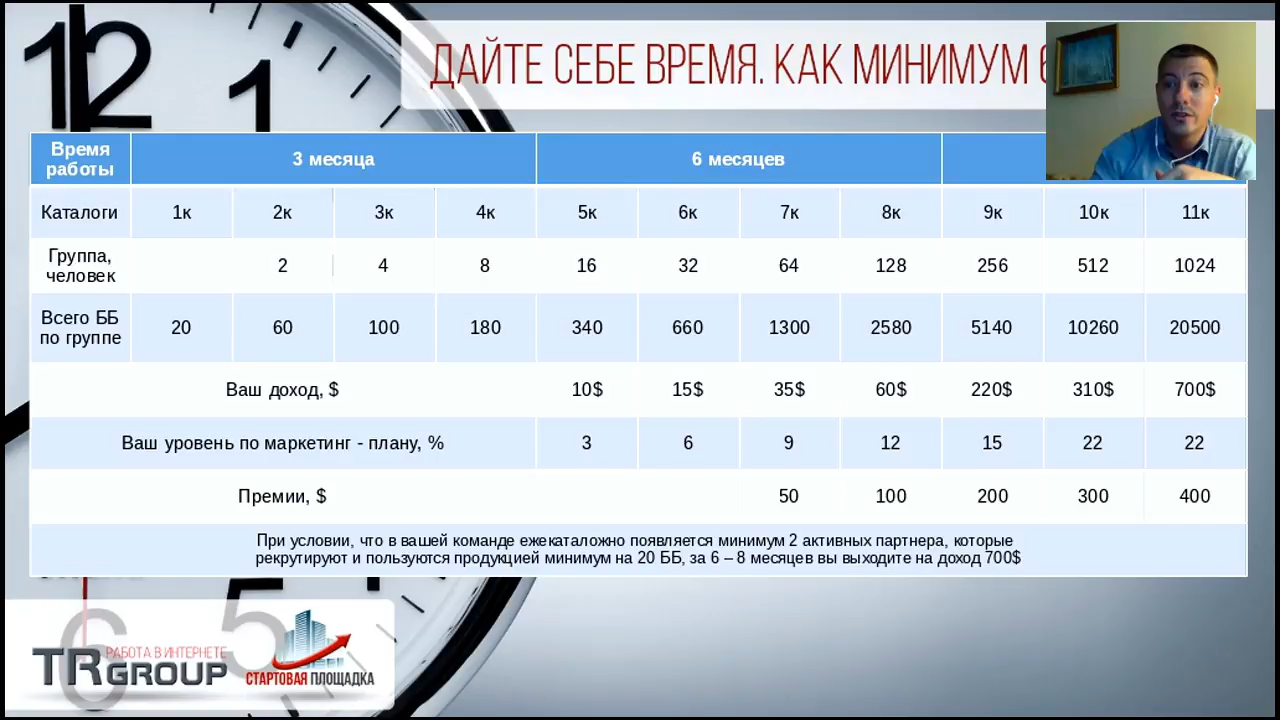 12
1
ДАЙТЕ СЕБЕ ВРЕМЯ. КАК МИНИМУМ
Время работы 3 месяца 6 месяцев
Каталоги 1к 2к 3к 4к 5к 6к 7к 8к 9к 10к 11к
Группа, человек 2 4 8 16 32 64 128 256 512 1024
Всего ББ по группе 20 60 100 180 340 660 1300 2580 5140 10260 20500
Ваш доход, $ 10$ 15$ 35$ 60$ 220$ 310$ 700$
Ваш уровень по маркетинг - плану, % 3 6 9 12 15 22 22
Премии, $ 50 100 200 300 400
При условии, что в вашей команде ежекаталожно появляется минимум 2 активных партнера, которые
рекрутируют и пользуются продукцией минимум на 20 ББ, за 6 – 8 месяцев вы выходите на доход 700$
6 5
РАБОТА В ИНТЕРНЕТЕ
TRGROUP
СТАРТОВАЯ ПЛОЩАДКА